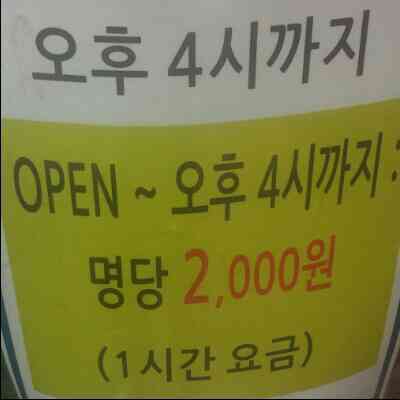 오후 4시까지
OPEN ~ 오후 4시까지 :
명당 2,000원
(1시간 요금)